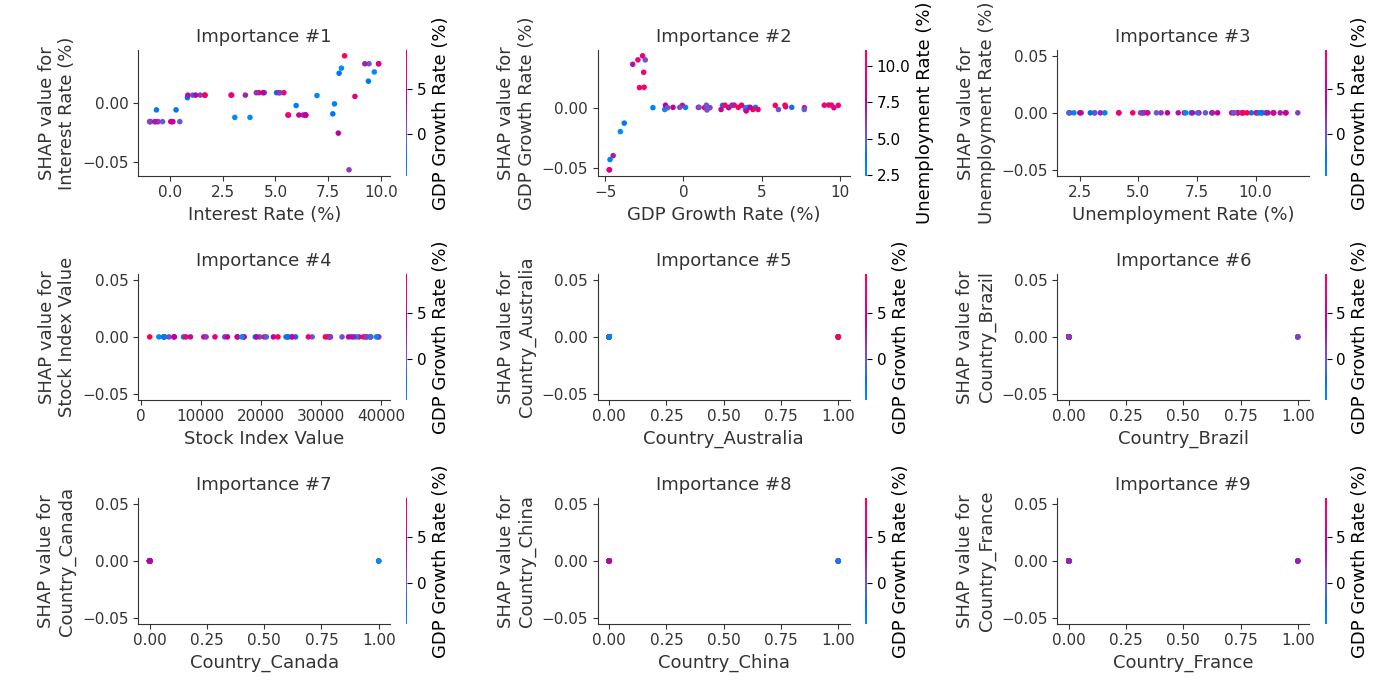 Importance #1
SHAP value for
Interest Rate (%)
0.00
−0.05
0.0 2.5 5.0 7.5 10.0
Interest Rate (%)
5
0
GDP Growth Rate (%)
Importance #2
SHAP value for
GDP Growth Rate (%)
0.00
−0.05
−5 0 5 10
GDP Growth Rate (%)
10.0
7.5
5.0
2.5
Unemployment Rate (%)
Importance #3
SHAP value for
Unemployment Rate (%)
0.05
0.00
−0.05
2.5 5.0 7.5 10.0
Unemployment Rate (%)
5
0
GDP Growth Rate (%)
Importance #4
SHAP value for
Stock Index Value
0.05
0.00
−0.05
0 10000 20000 30000 40000
Stock Index Value
5
0
GDP Growth Rate (%)
Importance #5
SHAP value for
Country_Australia
0.05
0.00
−0.05
0.00 0.25 0.50 0.75 1.00
Country_Australia
5
0
GDP Growth Rate (%)
Importance #6
SHAP value for
Country_Brazil
0.05
0.00
−0.05
0.00 0.25 0.50 0.75 1.00
Country_Brazil
5
0
GDP Growth Rate (%)
Importance #7
SHAP value for
Country_Canada
0.05
0.00
−0.05
0.00 0.25 0.50 0.75 1.00
Country_Canada
5
0
GDP Growth Rate (%)
Importance #8
SHAP value for
Country_China
0.05
0.00
−0.05
0.00 0.25 0.50 0.75 1.00
Country_China
5
0
GDP Growth Rate (%)
Importance #9
SHAP value for
Country_France
0.05
0.00
−0.05
0.00 0.25 0.50 0.75 1.00
Country_France
5
0
GDP Growth Rate (%)